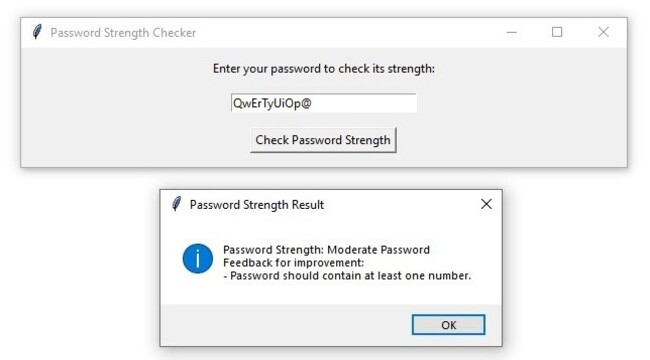 Password Strength Checker
Enter your password to check its strength:
QwErTyUiOp@
Check Password Strength
Password Strength Result
Password Strength: Moderate Password
Feedback for improvement:
- Password should contain at least one number.
OK